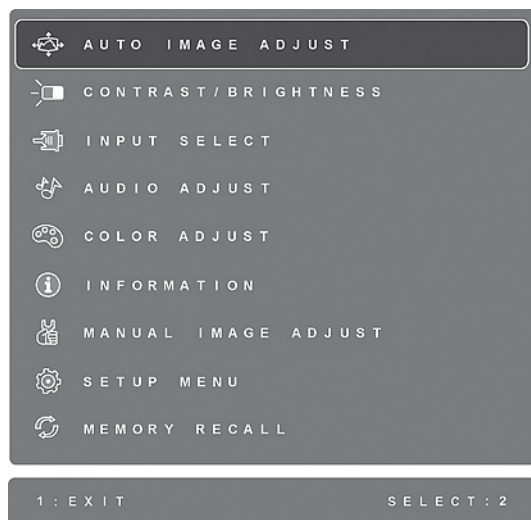 AUTO IMAGE ADJUST
CONTRAST/BRIGHTNESS
INPUT SELECT
AUDIO ADJUST
COLOR ADJUST
INFORMATION
MANUAL IMAGE ADJUST
SETUP MENU
MEMORY RECALL
1:EXIT SELECT:2